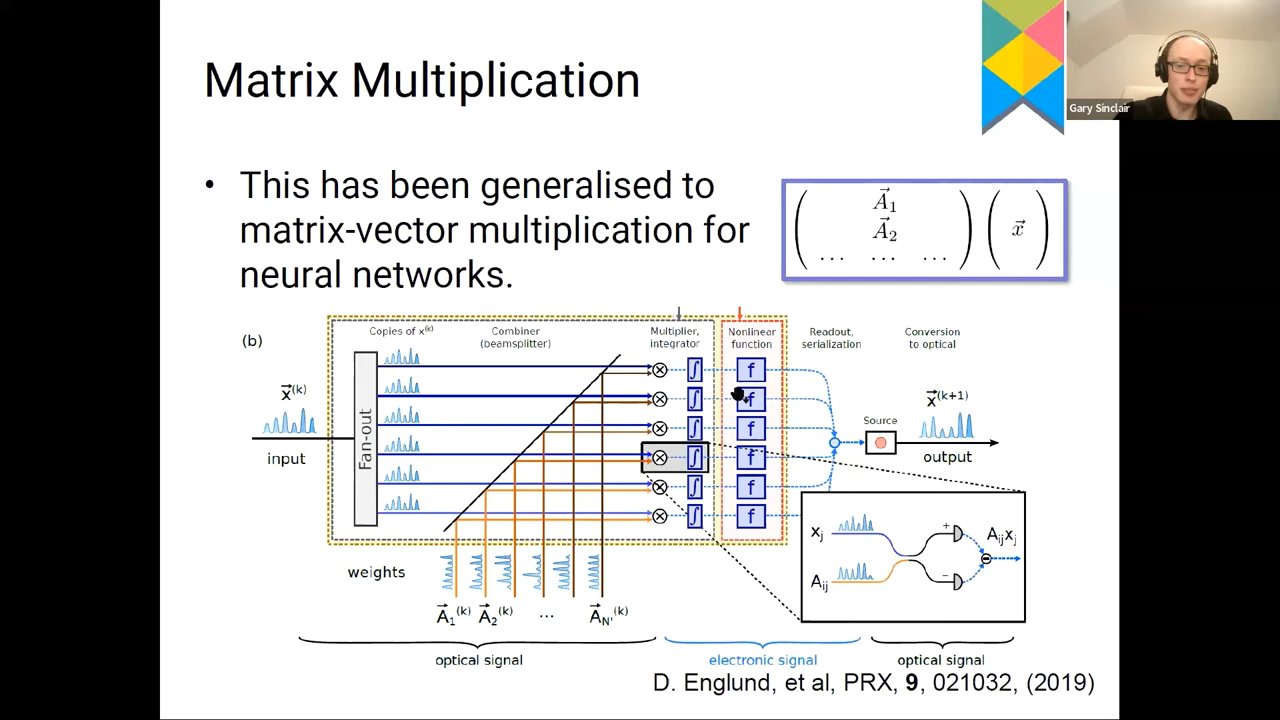 Matrix Multiplication
Gary Sinclair
• This has been generalised to
matrix-vector multiplication for
neural networks.
A⃗₁
A⃗₂
x⃗
... ... ...
(b)
Copies of x⁽ᵏ⁾
Combiner
(beamsplitter)
Multiplier,
integrator
Nonlinear
function
Readout,
serialization
Conversion
to optical
x⃗⁽ᵏ⁾
input
Fan-out
⊗ ∫ f
⊗ ∫ f
⊗ ∫ f
⊗ ∫ f
⊗ ∫ f
⊗ ∫ f
Source
x⃗⁽ᵏ⁺¹⁾
output
weights
A⃗₁⁽ᵏ⁾ A⃗₂⁽ᵏ⁾ ... A⃗N'⁽ᵏ⁾
xⱼ
+
Aᵢⱼxⱼ
Aᵢⱼ
−
optical signal
electronic signal
optical signal
D. Englund, et al, PRX, 9, 021032, (2019)